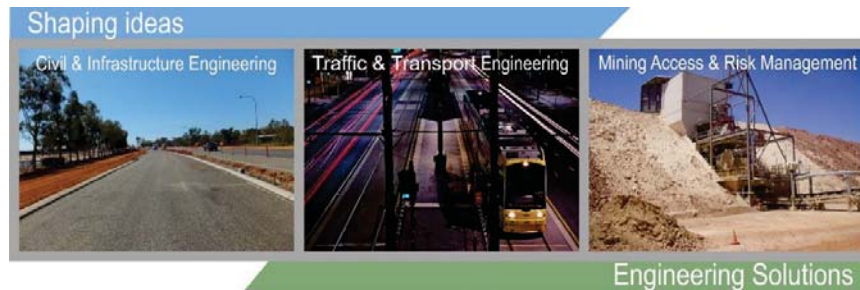 Shaping ideas
Civil & Infrastructure Engineering
Traffic & Transport Engineering
Mining Access & Risk Management
Engineering Solutions